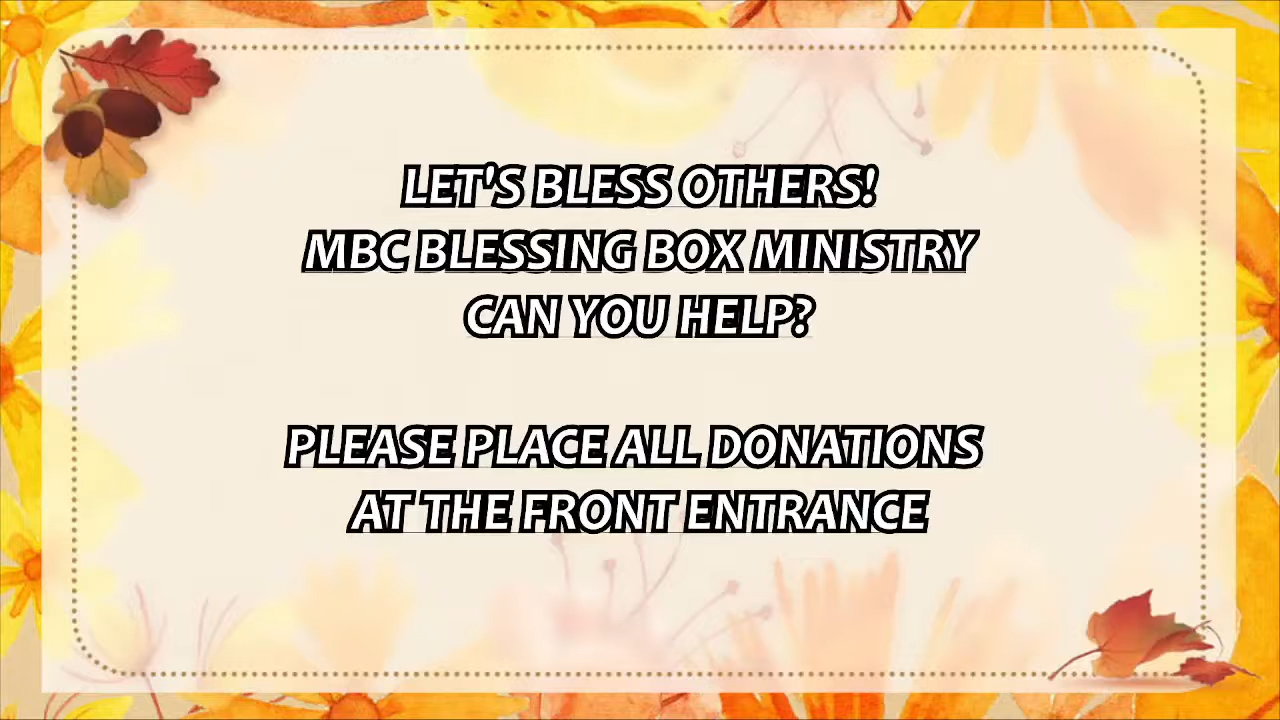 LET'S BLESS OTHERS!
MBC BLESSING BOX MINISTRY
CAN YOU HELP?
PLEASE PLACE ALL DONATIONS
AT THE FRONT ENTRANCE